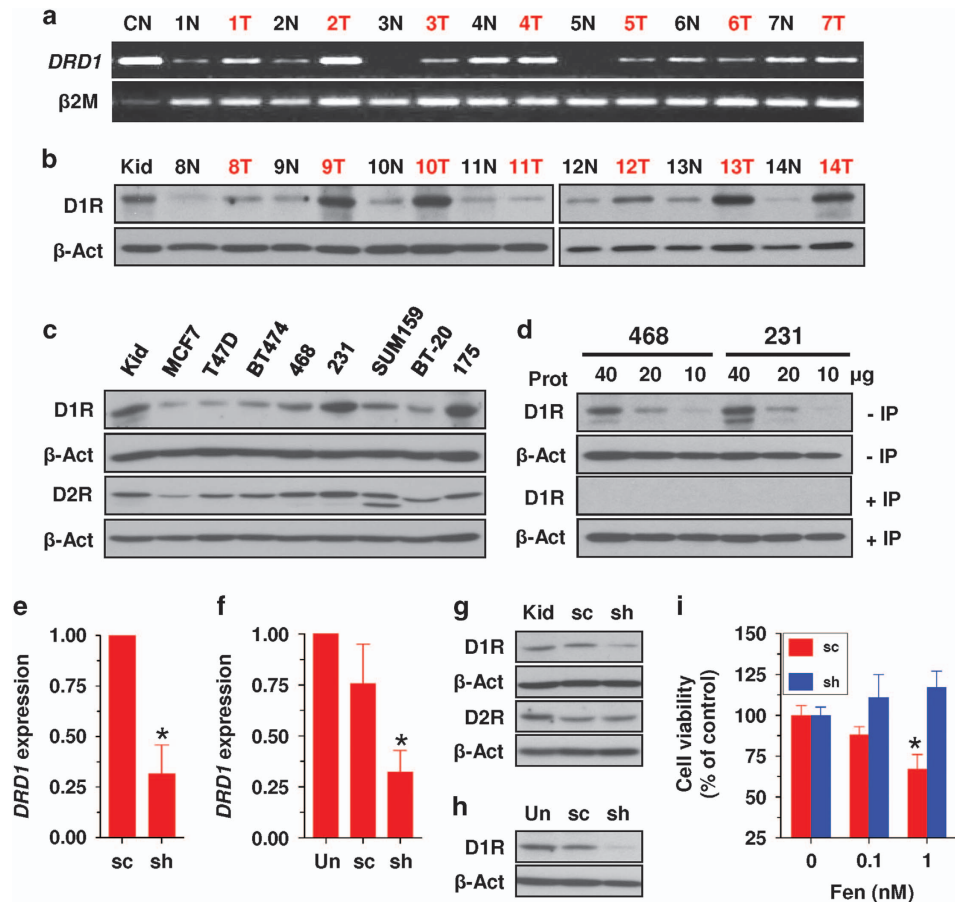 a
CN 1N 1T 2N 2T 3N 3T 4N 4T 5N 5T 6N 6T 7N 7T
DRD1
β2M
b
Kid 8N 8T 9N 9T 10N 10T 11N 11T 12N 12T 13N 13T 14N 14T
D1R
β-Act
c
Kid MCF7 T47D BT474 468 231 SUM159 BT-20 175
D1R
β-Act
D2R
β-Act
d
468 231
Prot 40 20 10 40 20 10 µg
D1R - IP
β-Act - IP
D1R + IP
β-Act + IP
e
DRD1 expression
1.00
0.75
0.50
0.25
0.00
*
sc sh
f
DRD1 expression
1.00
0.75
0.50
0.25
0.00
*
Un sc sh
g
Kid sc sh
D1R
β-Act
D2R
β-Act
h
Un sc sh
D1R
β-Act
i
Cell viability
(% of control)
150
125
100
75
50
25
sc
sh
*
0 0.1 1
Fen (nM)